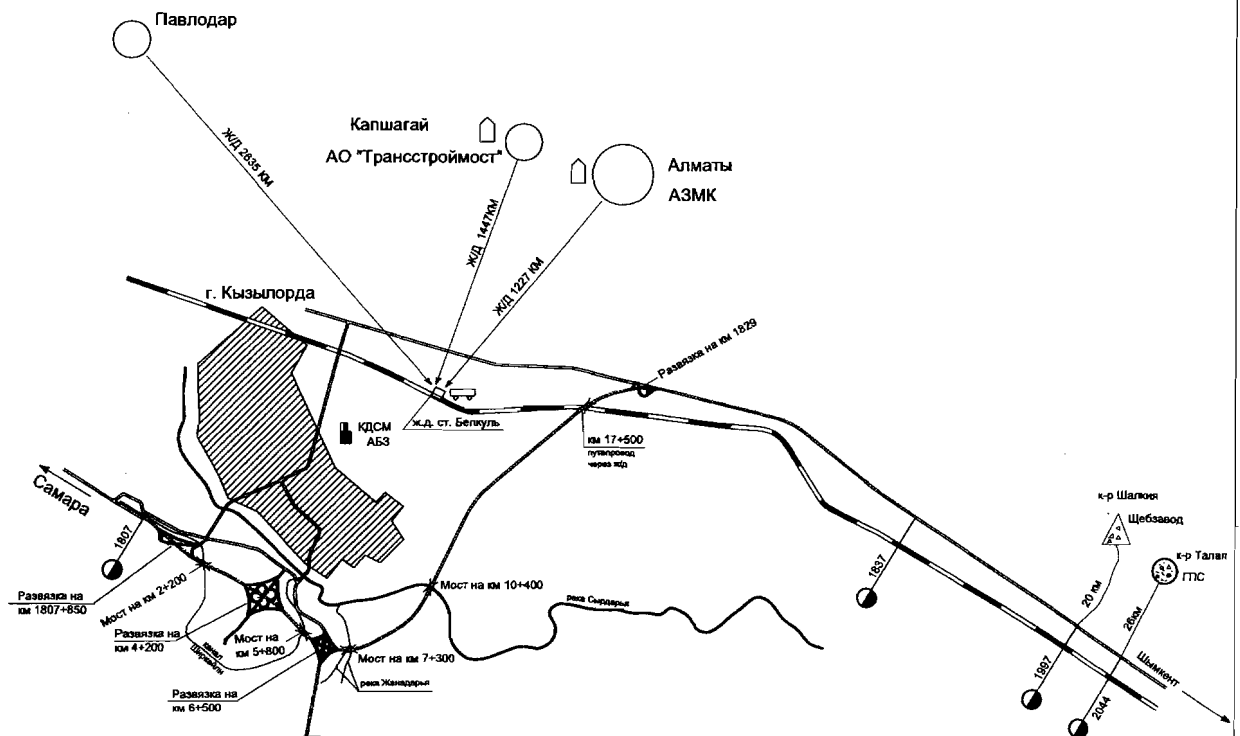 Павлодар
Капшагай
АО "Трансстроймост"
Алматы
АЗМК
Ж/Д 2635 КМ
Ж/Д 1447КМ
Ж/Д 1227 КМ
г. Кызылорда
Развязка на км 1829
КДСМ
АБЗ
ж.д. ст. Белкуль
км 17+500
путепровод
через ж/д
Самара
1807
Развязка на
км 1807+850
Мост на км 2+200
Развязка на
км 4+200
канал
Шеркейли
Мост на
км 5+800
Развязка на
км 6+500
Мост на км 7+300
река Жанадарья
Мост на км 10+400
река Сырдарья
1837
к-р Шалкия
Щебзавод
20 км
1997
к-р Талап
ГПС
26км
2044
Шымкент